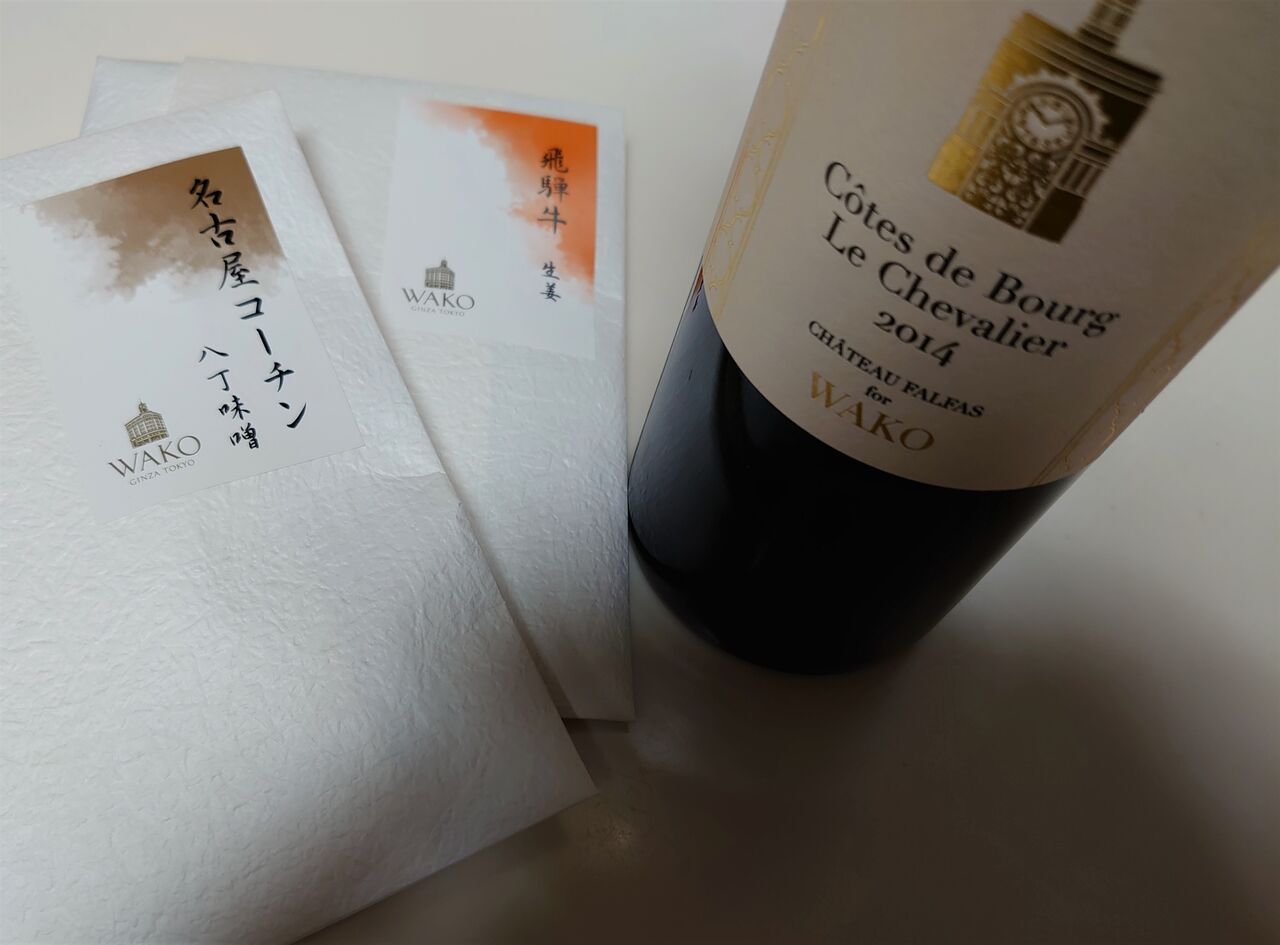 名古屋コーチン
八丁味噌
WAKO
GINZA TOKYO
飛騨牛 生姜
WAKO
GINZA TOKYO
Côtes de Bourg
Le Chevalier
2014
CHÂTEAU FALFAS
for
WAKO